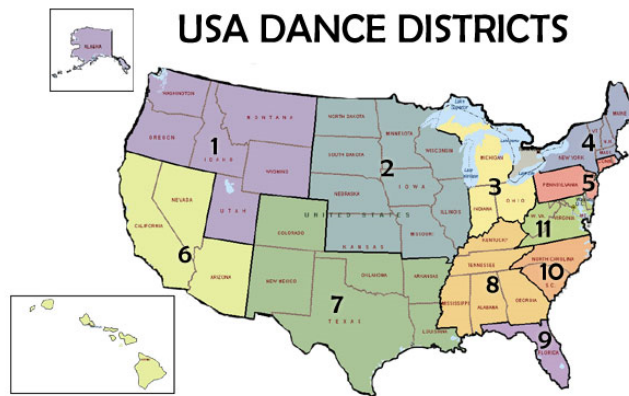 USA DANCE DISTRICTS
ALASKA
WASHINGTON
MONTANA
NORTH DAKOTA
MINNESOTA
OREGON
1
IDAHO
SOUTH DAKOTA
2
WISCONSIN
MICHIGAN
3
NEW YORK
4
WYOMING
NEBRASKA
IOWA
PENNSYLVANIA
5
NEVADA
UTAH
UNITED STATES
ILLINOIS
INDIANA
OHIO
CALIFORNIA
COLORADO
KANSAS
MISSOURI
W. VA.
VIRGINIA
11
6
KENTUCKY
ARIZONA
NEW MEXICO
OKLAHOMA
ARKANSAS
TENNESSEE
NORTH CAROLINA
10
7
TEXAS
8
S.C.
MISSISSIPPI
ALABAMA
GEORGIA
LOUISIANA
9
FLORIDA